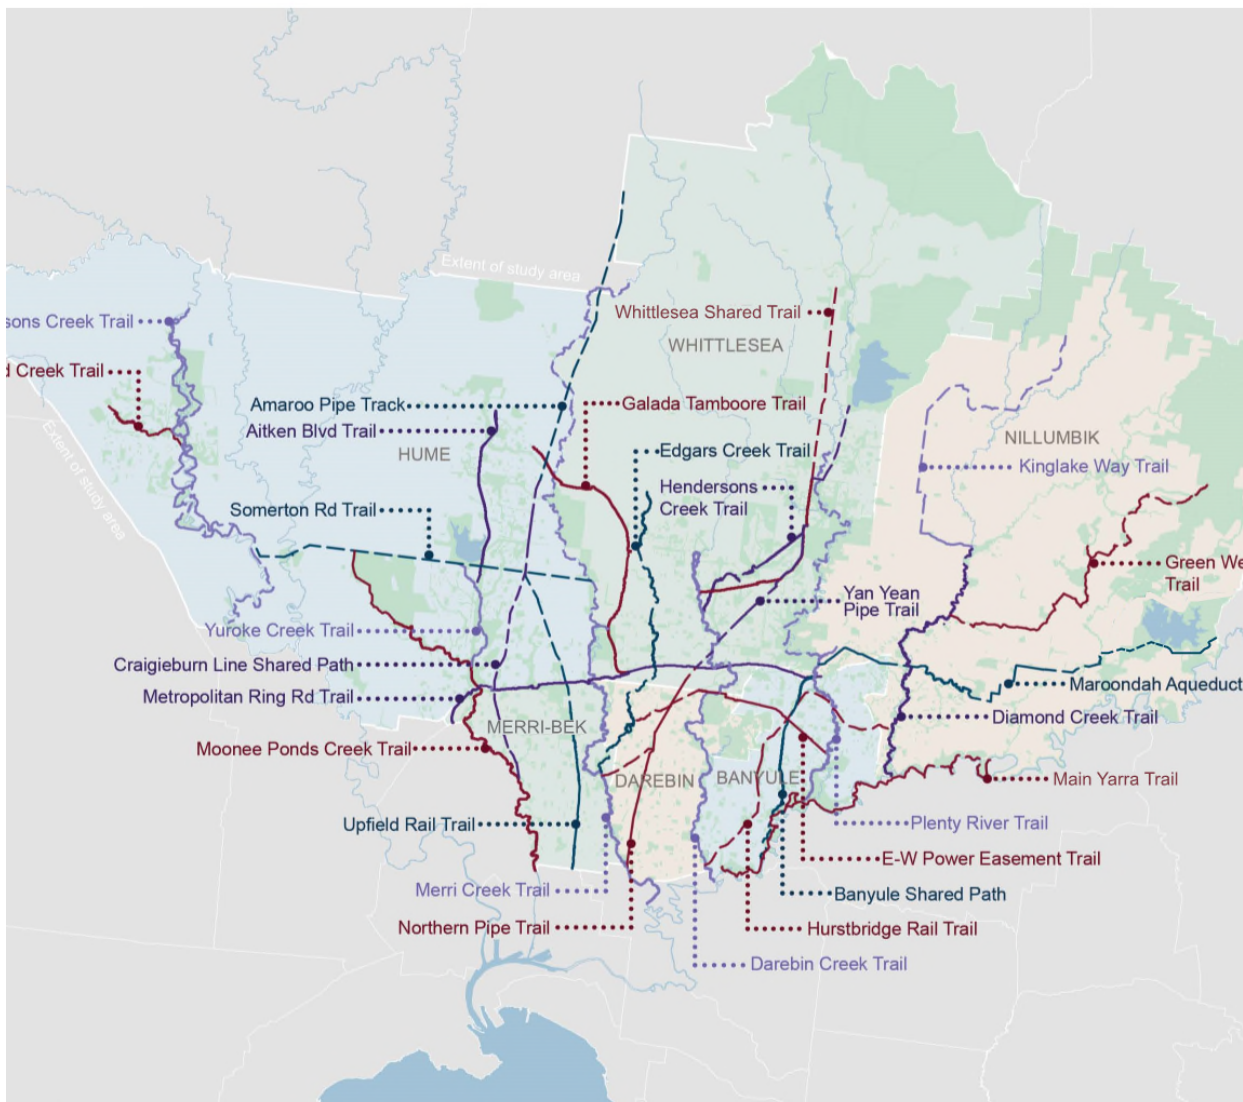 Extent of study area
Whittlesea Shared Trail
sons Creek Trail
WHITTLESEA
d Creek Trail
Amaroo Pipe Track
Galada Tamboore Trail
Aitken Blvd Trail
HUME
NILLUMBIK
Edgars Creek Trail
Kinglake Way Trail
Extent of study area
Hendersons
Creek Trail
Somerton Rd Trail
Green We
Trail
Yan Yean
Pipe Trail
Yuroke Creek Trail
Craigieburn Line Shared Path
Maroondah Aqueduct
Metropolitan Ring Rd Trail
Diamond Creek Trail
MERRI-BEK
Moonee Ponds Creek Trail
DAREBIN
BANYULE
Main Yarra Trail
Upfield Rail Trail
Plenty River Trail
E-W Power Easement Trail
Merri Creek Trail
Banyule Shared Path
Northern Pipe Trail
Hurstbridge Rail Trail
Darebin Creek Trail